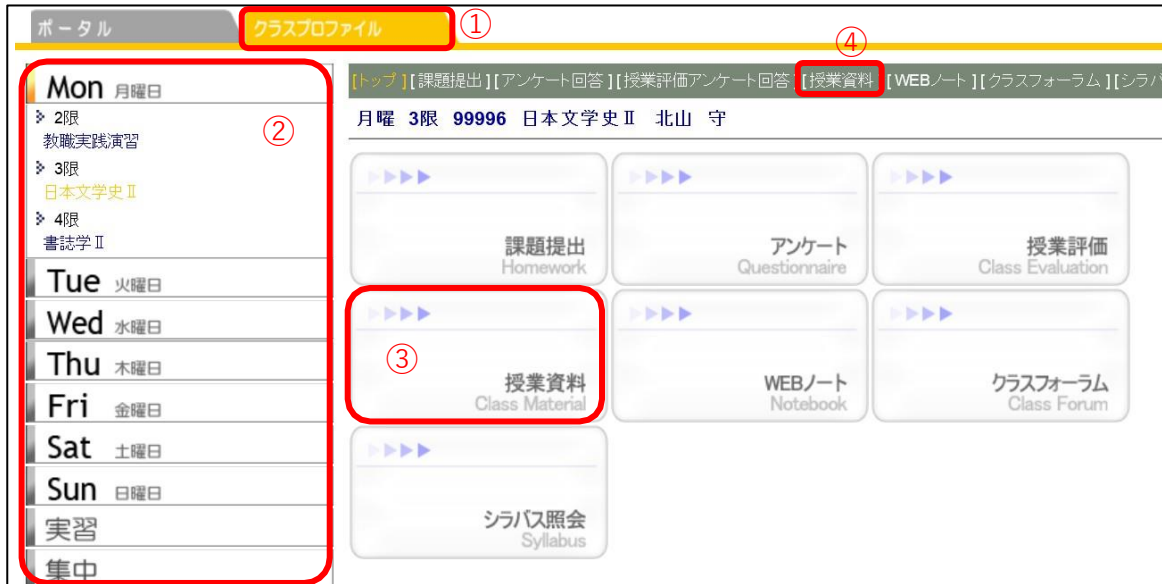 ポータル
クラスプロファイル
①
④
Mon 月曜日
②
2限
教職実践演習
3限
日本文学史Ⅱ
4限
書誌学Ⅱ
Tue 火曜日
Wed 水曜日
Thu 木曜日
Fri 金曜日
Sat 土曜日
Sun 日曜日
実習
集中
[トップ][課題提出][アンケート回答][授業評価アンケート回答][授業資料][WEBノート][クラスフォーラム][シラバ
月曜 3限 99996 日本文学史Ⅱ 北山 守
課題提出
Homework
アンケート
Questionnaire
授業評価
Class Evaluation
③
授業資料
Class Material
WEBノート
Notebook
クラスフォーラム
Class Forum
シラバス照会
Syllabus